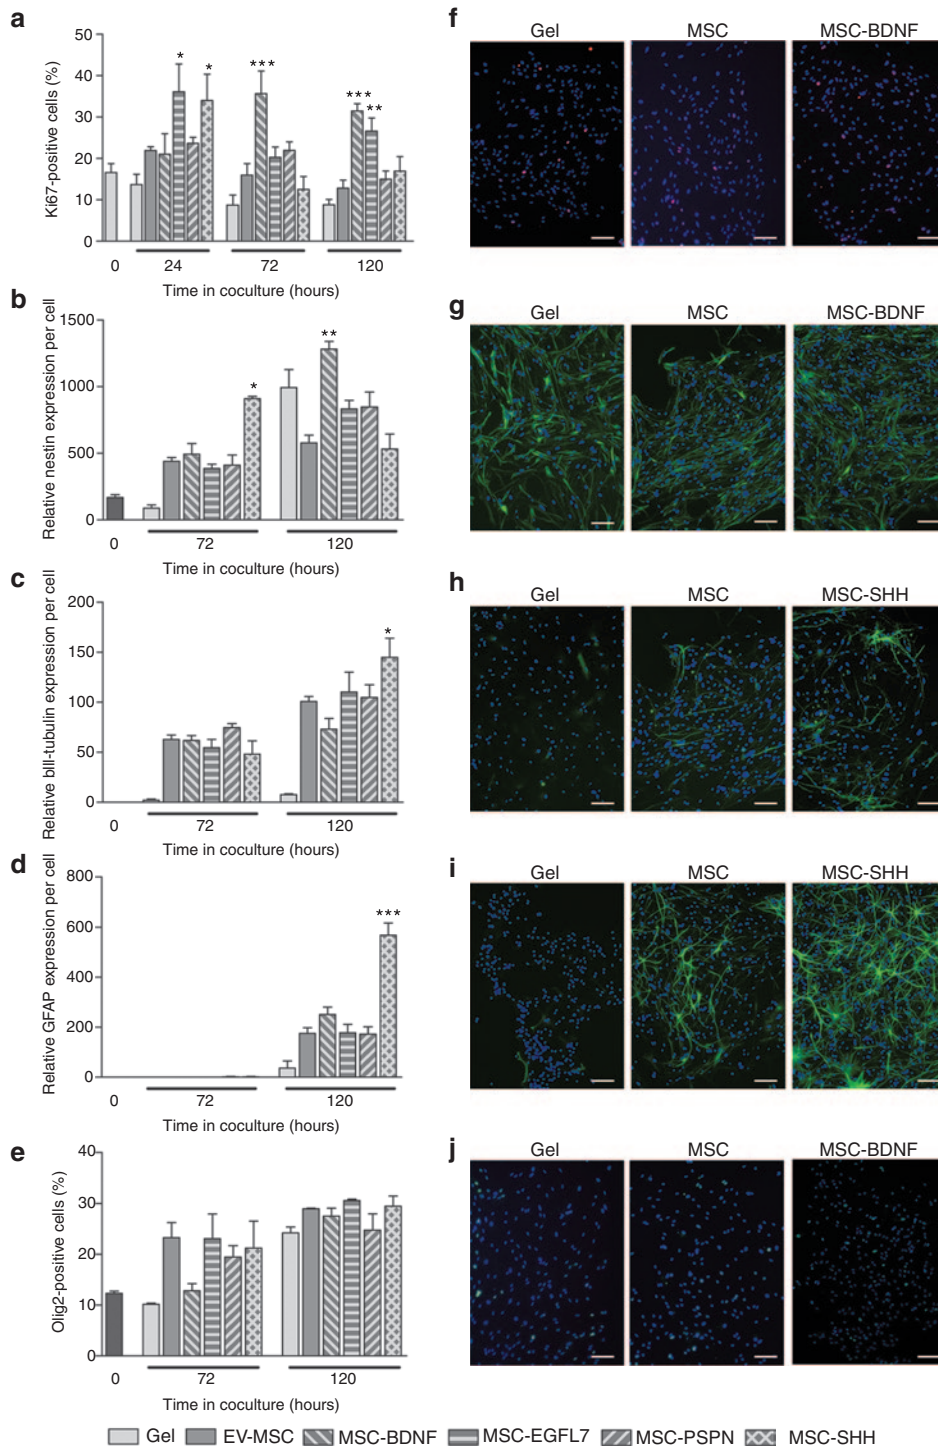 a
Ki67-positive cells (%)
50
40
30
20
10
0
* * *** *** **
0 24 72 120
Time in coculture (hours)
b
Relative nestin expression per cell
1500
1000
500
0
* **
0 72 120
Time in coculture (hours)
c
Relative bIII-tubulin expression per cell
200
150
100
50
0
*
0 72 120
Time in coculture (hours)
d
Relative GFAP expression per cell
800
600
400
200
0
***
0 72 120
Time in coculture (hours)
e
Olig2-positive cells (%)
40
30
20
10
0
0 72 120
Time in coculture (hours)
f
Gel MSC MSC-BDNF
g
Gel MSC MSC-BDNF
h
Gel MSC MSC-SHH
i
Gel MSC MSC-SHH
j
Gel MSC MSC-BDNF
Gel EV-MSC MSC-BDNF MSC-EGFL7 MSC-PSPN MSC-SHH